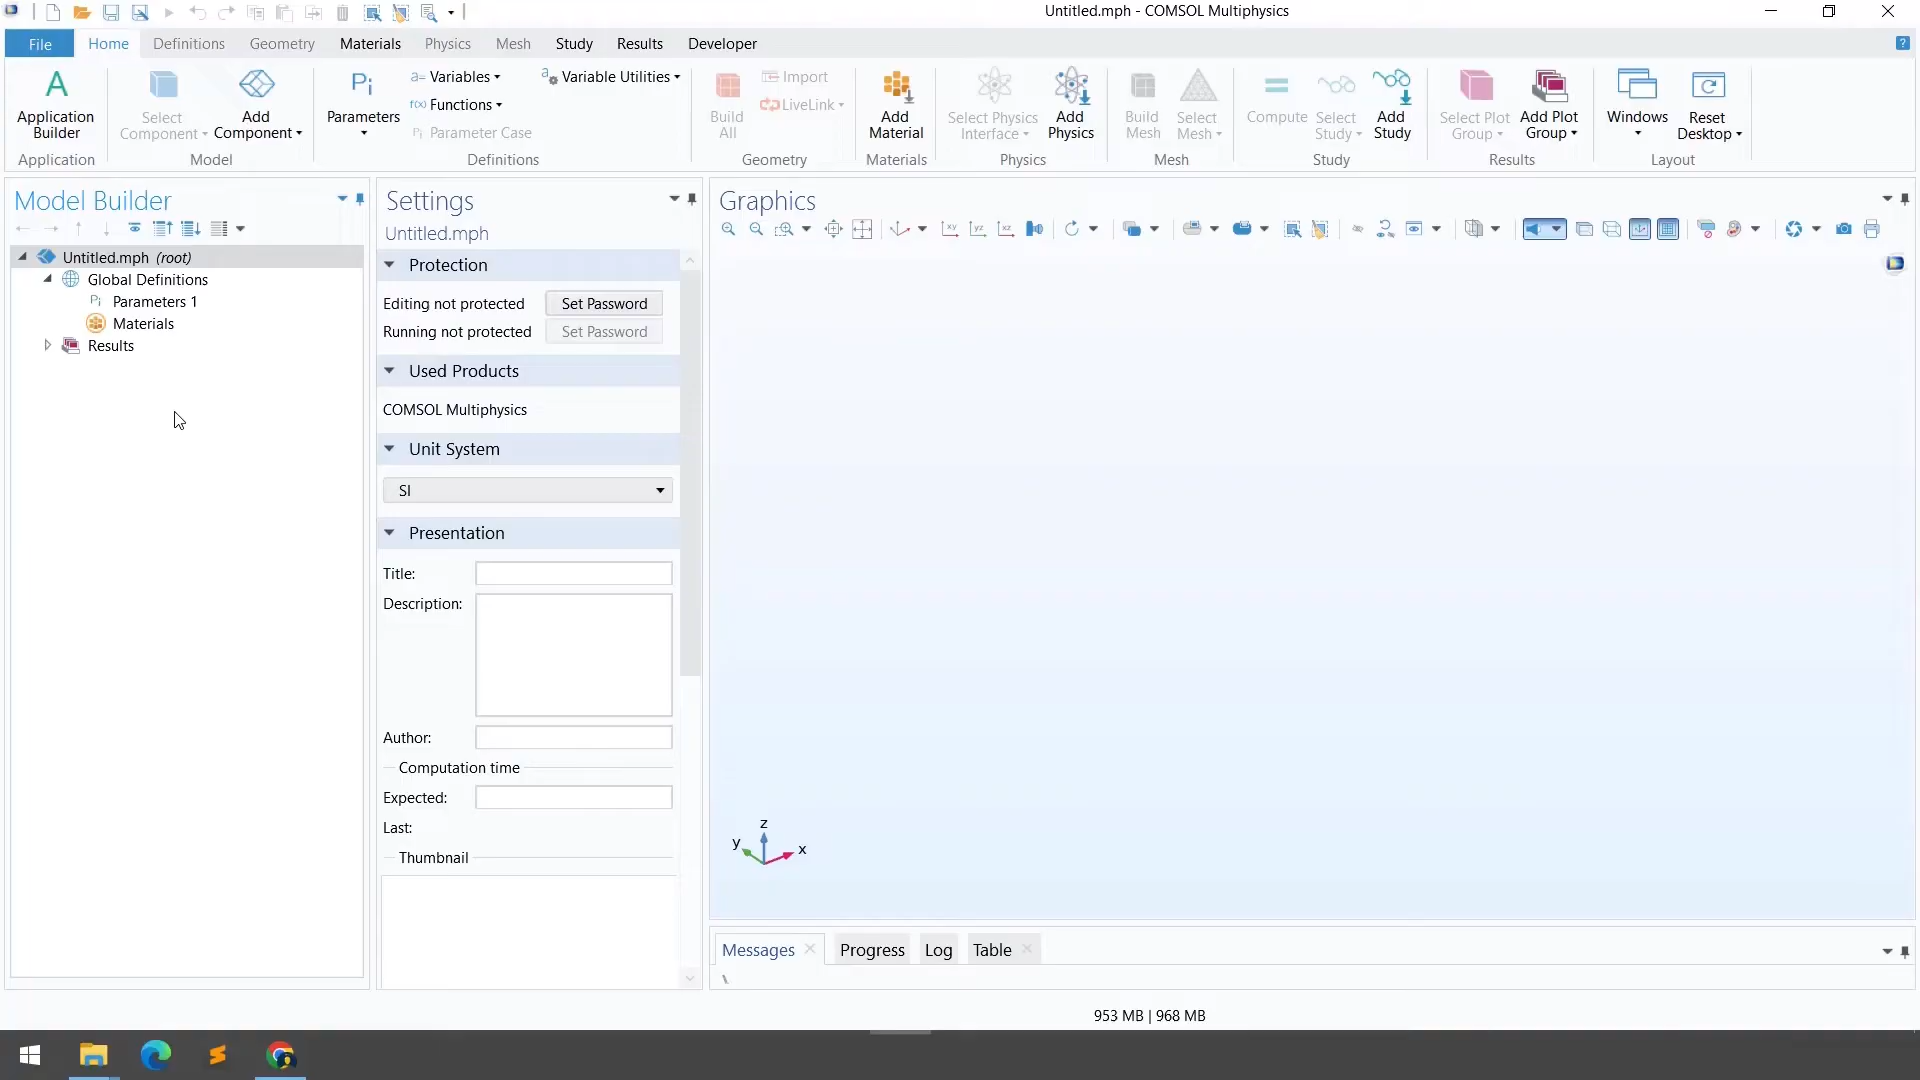 Untitled.mph - COMSOL Multiphysics
File Home Definitions Geometry Materials Physics Mesh Study Results Developer
Application Builder
Application
Select Component
Add Component
Model
Pi
Parameters
a= Variables
f(x) Functions
Pi Parameter Case
Variable Utilities
Definitions
Build All
Import
LiveLink
Geometry
Add Material
Materials
Select Physics Interface
Add Physics
Physics
Build Mesh
Select Mesh
Mesh
Compute
Select Study
Add Study
Study
Select Plot Group
Add Plot Group
Results
Windows
Reset Desktop
Layout
Model Builder
Untitled.mph (root)
Global Definitions
Pi Parameters 1
Materials
Results
Settings
Untitled.mph
Protection
Editing not protected Set Password
Running not protected Set Password
Used Products
COMSOL Multiphysics
Unit System
SI
Presentation
Title:
Description:
Author:
Computation time
Expected:
Last:
Thumbnail
Graphics
xy yz xz
z
y
x
Messages Progress Log Table
953 MB | 968 MB